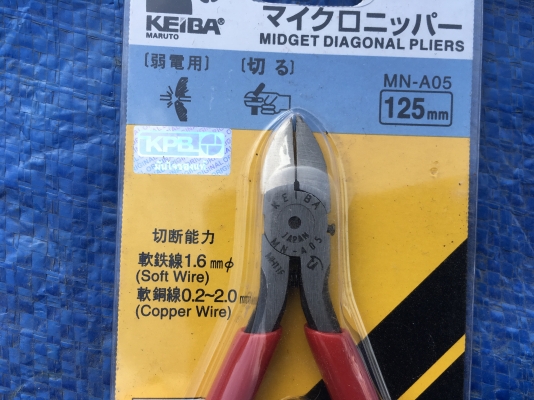 KEIBA®
MARUTO
マイクロニッパー
MIDGET DIAGONAL PLIERS
〔弱電用〕
〔切る〕
MN-A05
125mm
KPB
切断能力
軟鉄線1.6mmφ
(Soft Wire)
軟銅線0.2~2.0mm
(Copper Wire)
KEIBA
JAPAN
MN-A05